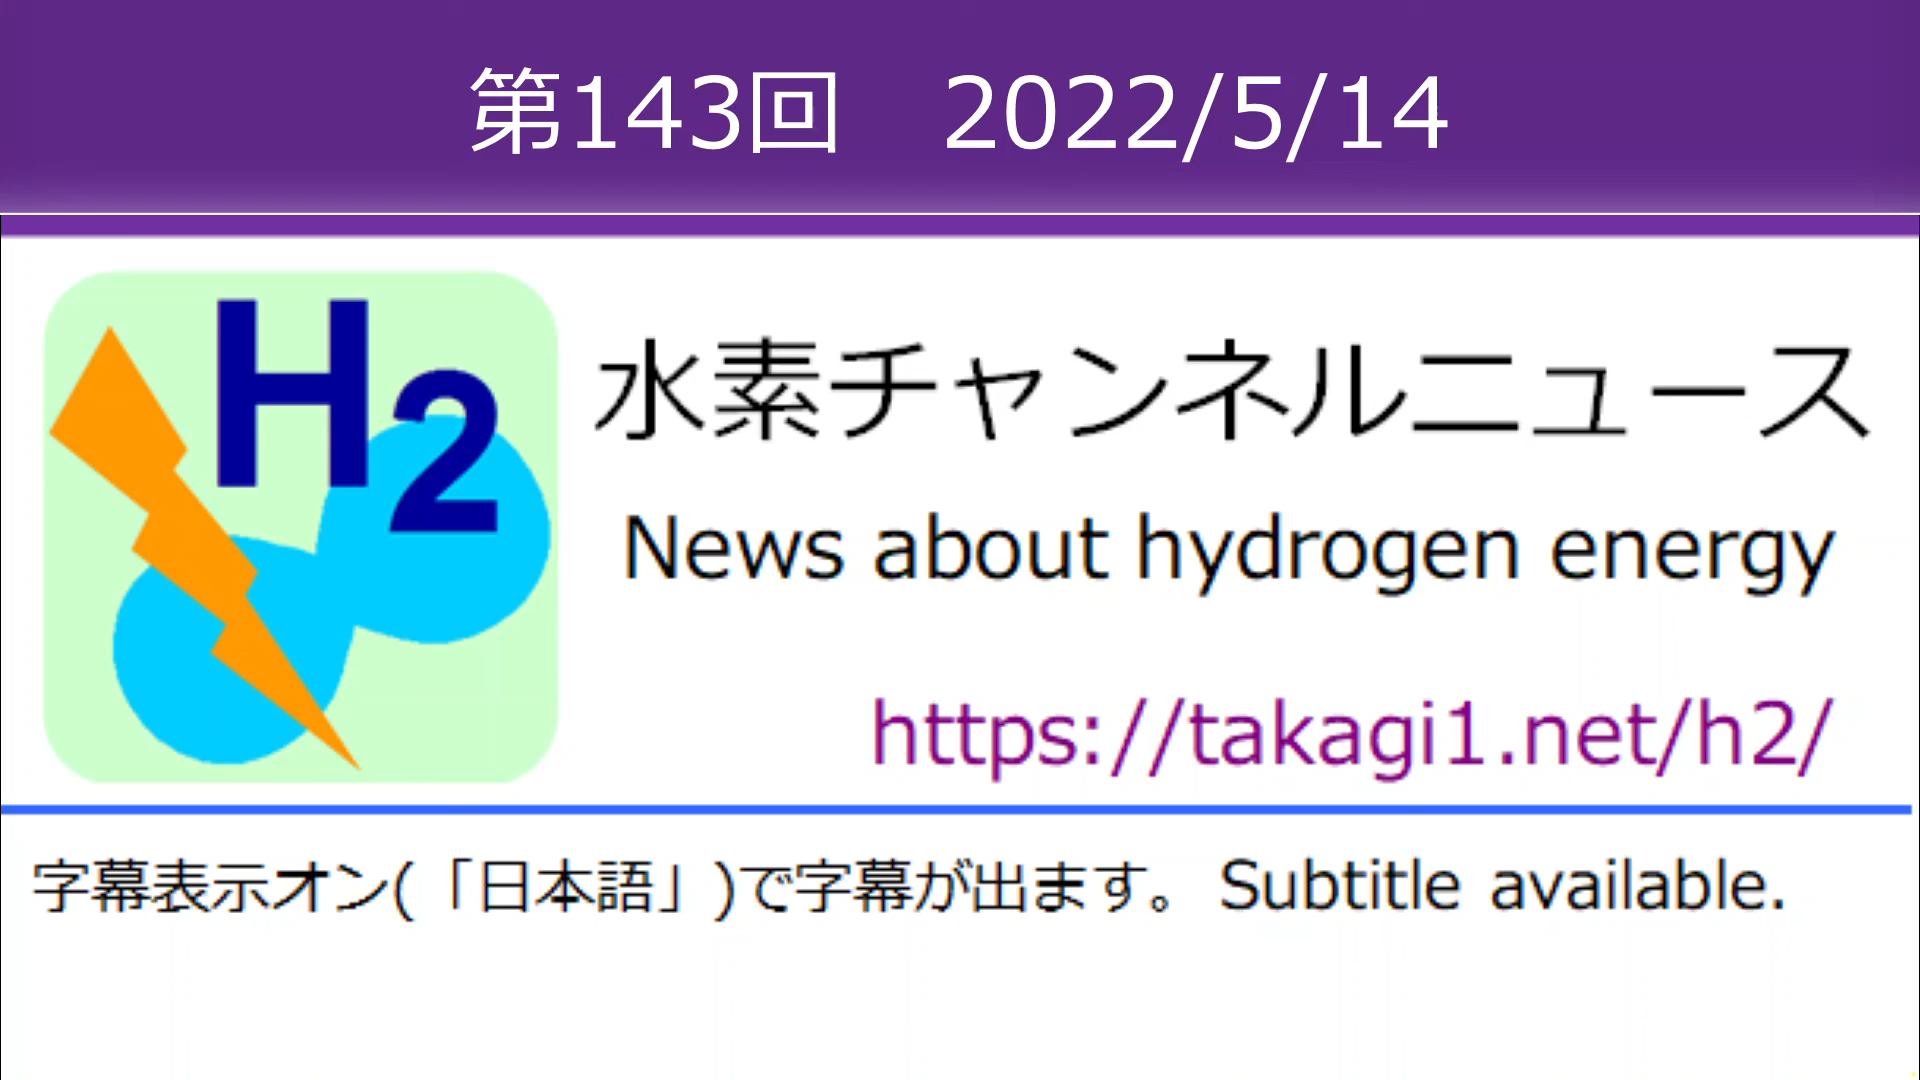 第143回　2022/5/14
H2
水素チャンネルニュース
News about hydrogen energy
https://takagi1.net/h2/
字幕表示オン(「日本語」)で字幕が出ます。 Subtitle available.